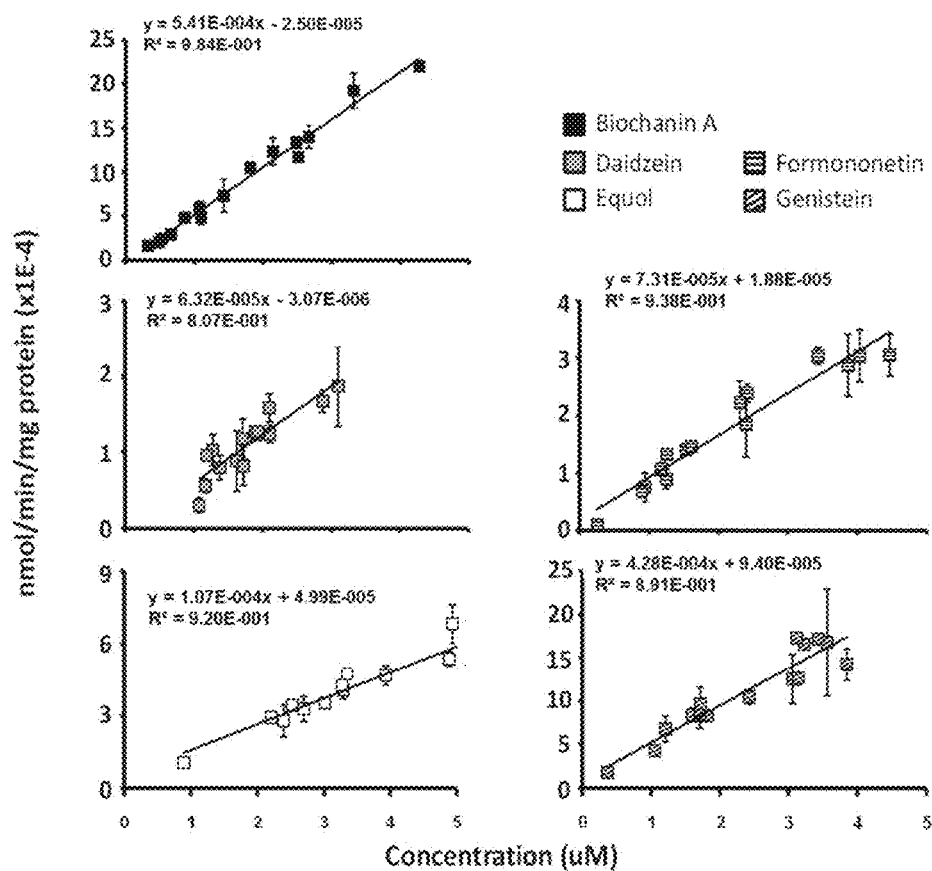 y = 5.41E-004x - 2.50E-005
R² = 9.84E-001
25
20
15
10
5
0
Biochanin A
Daidzein
Formononetin
Equol
Genistein
nmol/min/mg protein (x1E-4)
y = 6.32E-005x - 3.07E-006
R² = 8.07E-001
3
2
1
0
y = 7.31E-005x + 1.88E-005
R² = 9.38E-001
4
3
2
1
0
y = 1.07E-004x + 4.99E-005
R² = 9.20E-001
9
6
3
0
0 1 2 3 4 5
y = 4.28E-004x + 9.40E-005
R² = 8.91E-001
25
20
15
10
5
0
0 1 2 3 4 5
Concentration (uM)